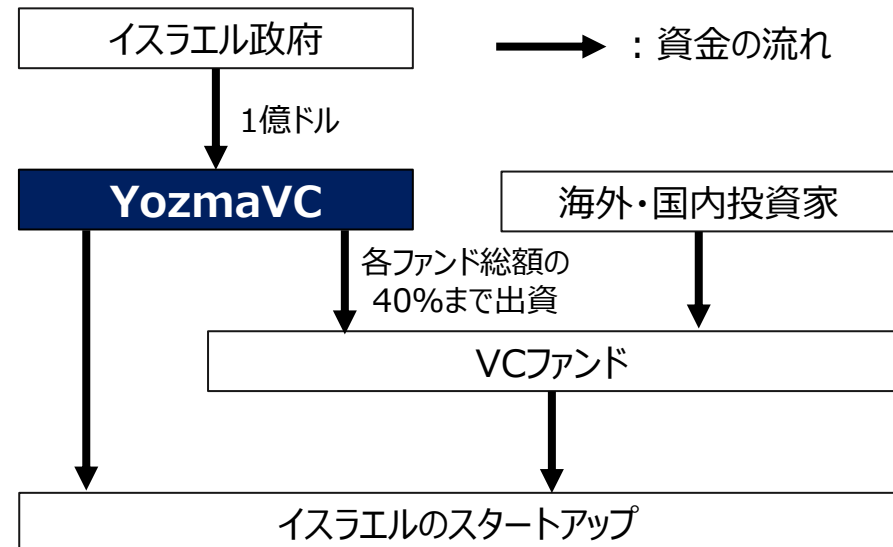 イスラエル政府
：資金の流れ
1億ドル
YozmaVC
海外・国内投資家
各ファンド総額の
40%まで出資
VCファンド
イスラエルのスタートアップ